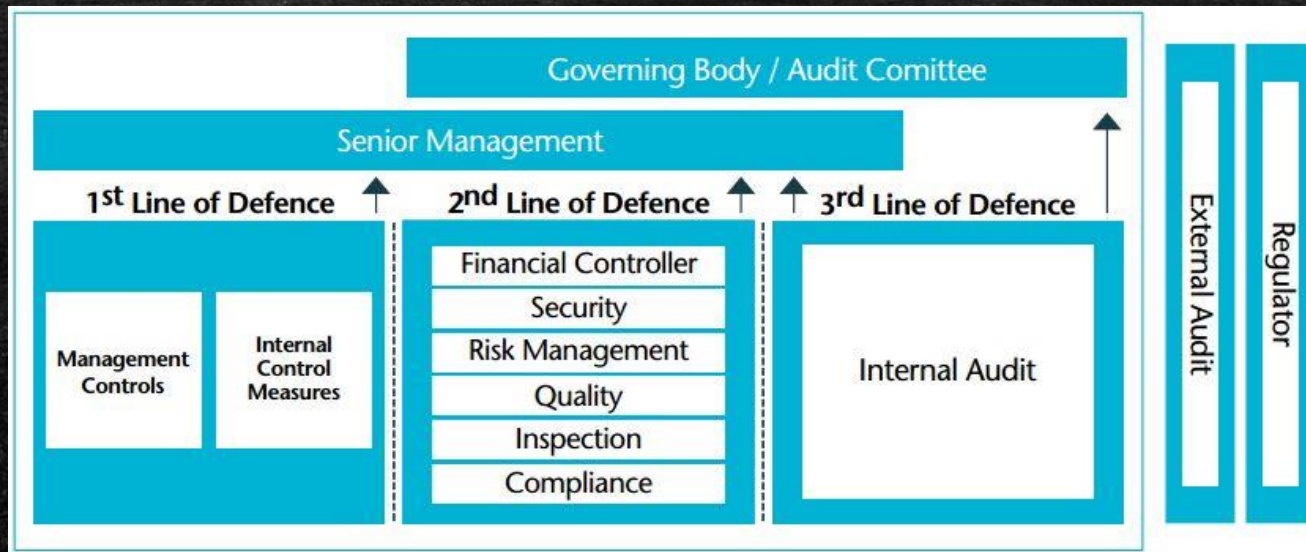 Governing Body / Audit Comittee
Senior Management
1st Line of Defence
2nd Line of Defence
3rd Line of Defence
Management
Controls
Internal
Control
Measures
Financial Controller
Security
Risk Management
Quality
Inspection
Compliance
Internal Audit
External Audit
Regulator